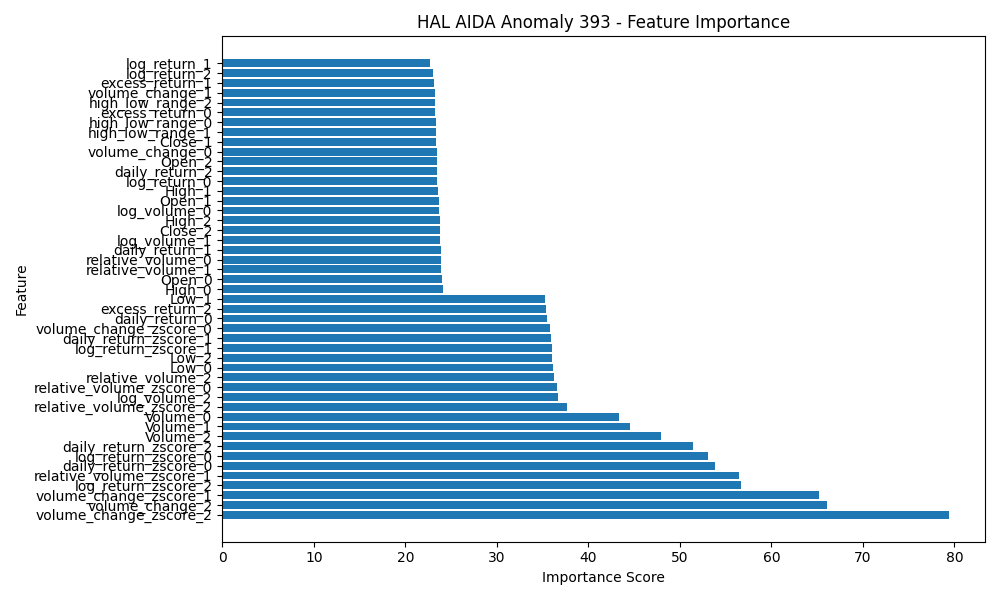 HAL AIDA Anomaly 393 - Feature Importance
log_return_1
log_return_2
excess_return_1
volume_change_1
high_low_range_2
excess_return_0
high_low_range_0
high_low_range_1
Close_1
volume_change_0
Open_2
daily_return_2
log_return_0
High_1
Open_1
log_volume_0
High_2
Close_2
log_volume_1
daily_return_1
relative_volume_0
relative_volume_1
Open_0
High_0
Low_1
excess_return_2
daily_return_0
volume_change_zscore_0
daily_return_zscore_1
log_return_zscore_1
Low_2
Low_0
relative_volume_2
relative_volume_zscore_0
log_volume_2
relative_volume_zscore_2
Volume_0
Volume_1
Volume_2
daily_return_zscore_2
log_return_zscore_0
daily_return_zscore_0
relative_volume_zscore_1
log_return_zscore_2
volume_change_zscore_1
volume_change_2
volume_change_zscore_2
Feature
0 10 20 30 40 50 60 70 80
Importance Score